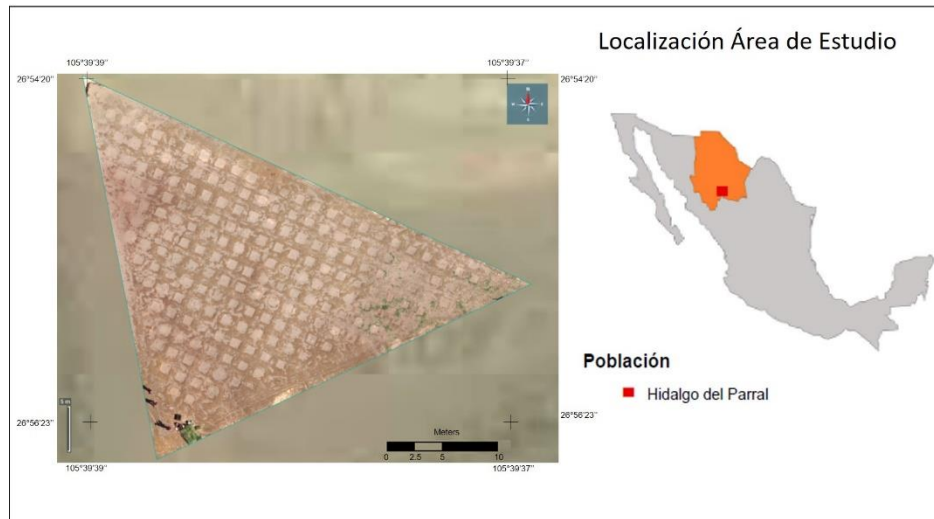 Localización Área de Estudio
105°39'39"
105°39'37"
26°54'20"
26°54'20"
Población
Hidalgo del Parral
26°56'23"
26°56'23"
Meters
0 2.5 5 10
105°39'39"
105°39'37"